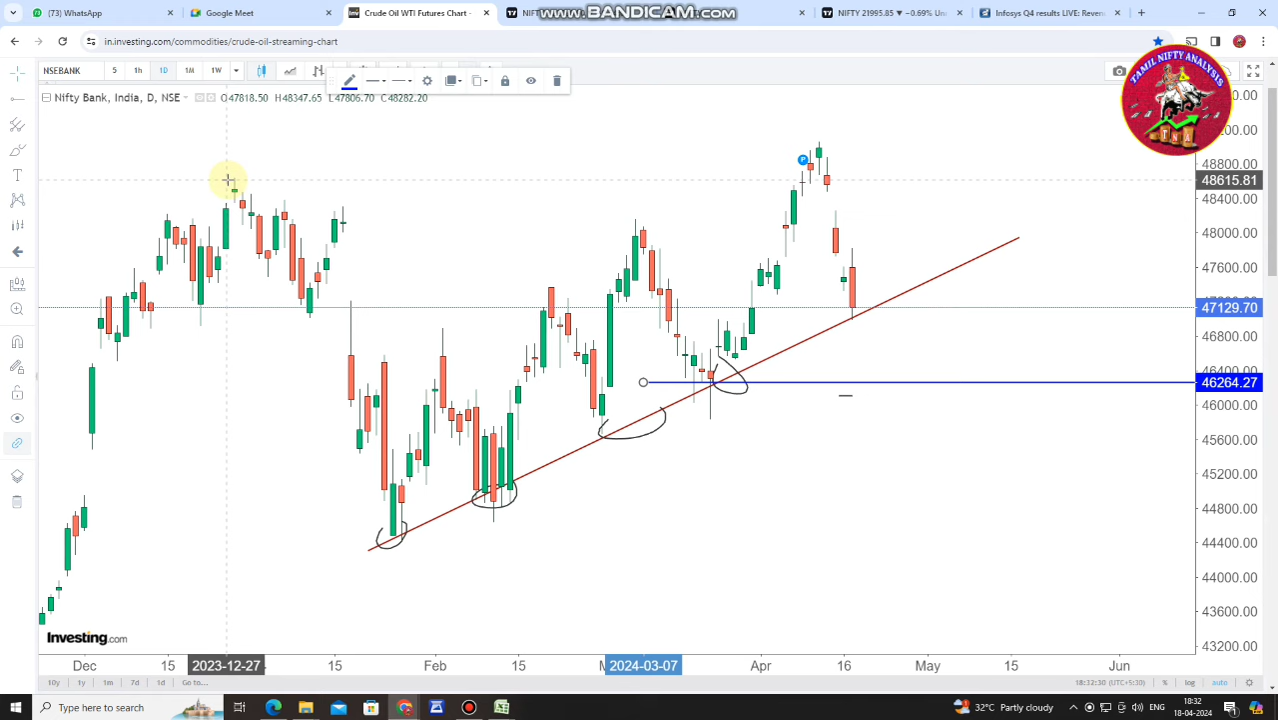 WhatsApp
Google Meet
Crude Oil WTI Futures Chart -
NIFTY 21995.85 ▼ −0.69% Un
Infosys Q4 results LIVE: Reven
www.BANDICAM.com
in.investing.com/commodities/crude-oil-streaming-chart
NSEBANK 5 1h 1D 1M 1W
Nifty Bank, India, D, NSE O47818.50 H48347.65 L47806.70 C48282.20
TAMIL NIFTY ANALYSIS
TNA
48800.00
48615.81
48400.00
48000.00
47600.00
47129.70
46800.00
46264.27
46000.00
45600.00
45200.00
44800.00
44400.00
44000.00
43600.00
43200.00
Investing.com
Dec 15 2023-12-27 15 Feb 15 2024-03-07 Apr 16 May 15 Jun
10y 1y 1m 7d 1d Go to... 18:32:30 (UTC+5:30) % log auto
Type here to search
32°C Partly cloudy
ENG
18:32
18-04-2024